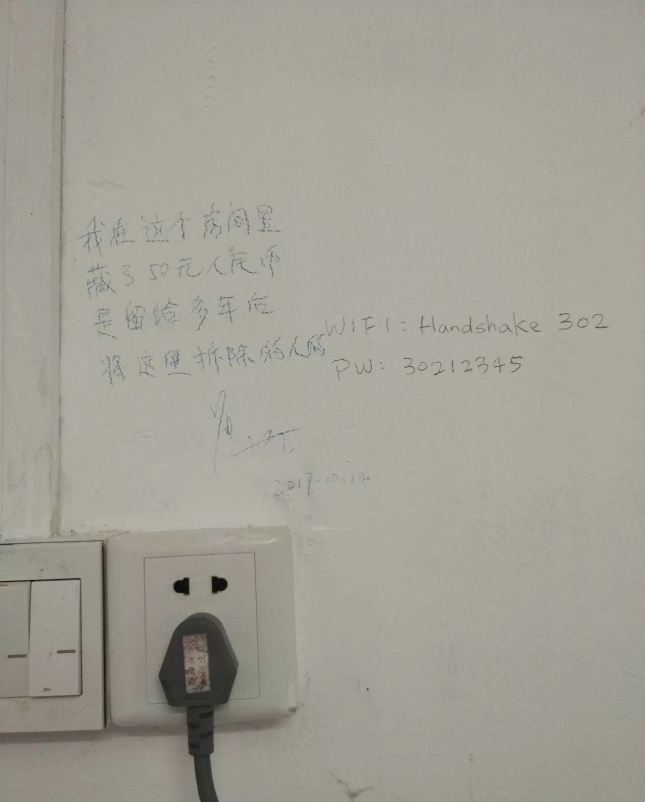 我在这个房间里
藏了50元人民币
是留给多年后
将这里拆除的人的
2017.10.12
WIFI: Handshake 302
PW: 30212345